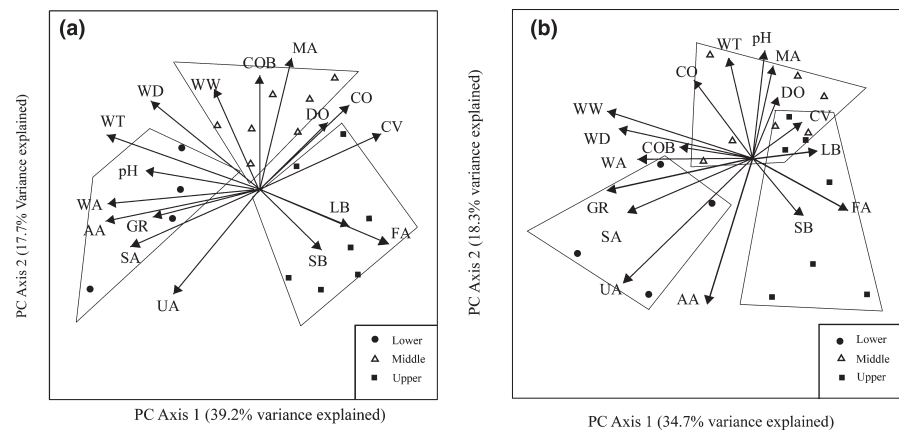 (a)
MA
COB
WW
WD
CO
DO
WT
CV
pH
WA
AA
GR
LB
FA
SA
SB
UA
Lower
Middle
Upper
PC Axis 2 (17.7% Variance explained)
PC Axis 1 (39.2% variance explained)
(b)
pH
WT
MA
CO
DO
WW
CV
WD
COB
LB
WA
GR
FA
SB
SA
UA
AA
Lower
Middle
Upper
PC Axis 2 (18.3% variance explained)
PC Axis 1 (34.7% variance explained)